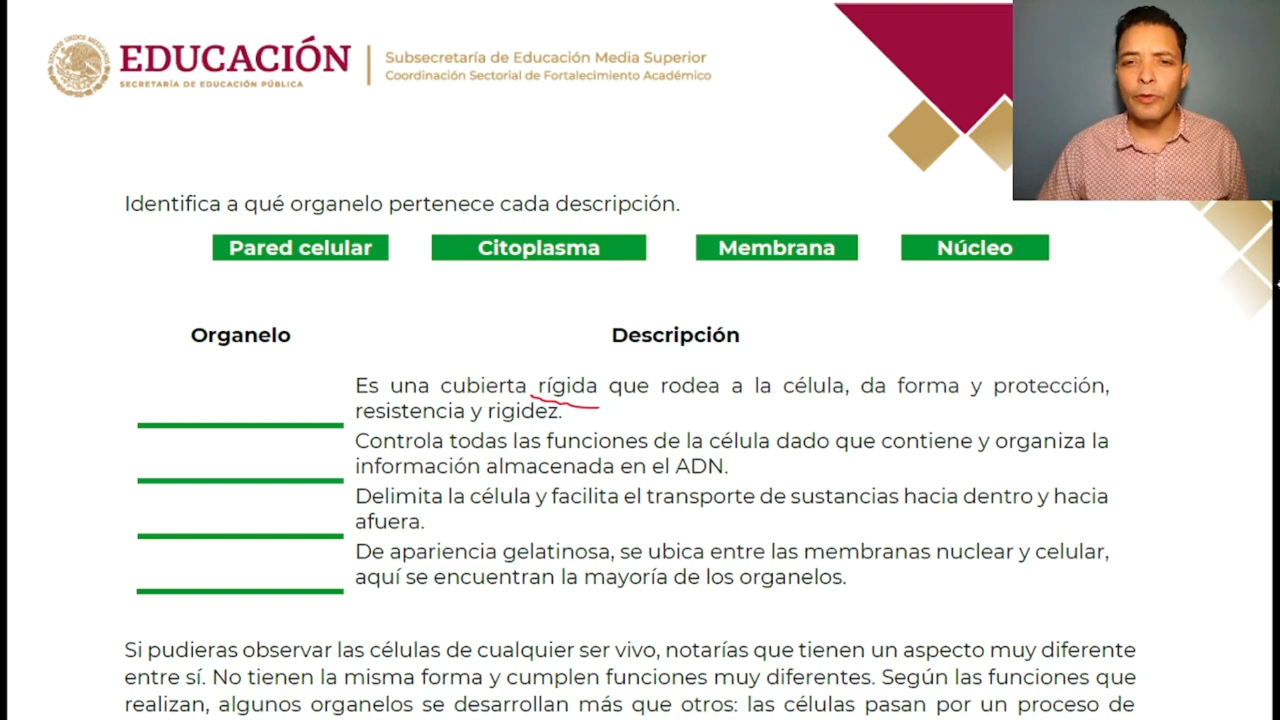 EDUCACIÓN
SECRETARÍA DE EDUCACIÓN PÚBLICA
Subsecretaría de Educación Media Superior
Coordinación Sectorial de Fortalecimiento Académico
Identifica a qué organelo pertenece cada descripción.
Pared celular Citoplasma Membrana Núcleo
Organelo Descripción
Es una cubierta rígida que rodea a la célula, da forma y protección,
resistencia y rigidez.
Controla todas las funciones de la célula dado que contiene y organiza la
información almacenada en el ADN.
Delimita la célula y facilita el transporte de sustancias hacia dentro y hacia
afuera.
De apariencia gelatinosa, se ubica entre las membranas nuclear y celular,
aquí se encuentran la mayoría de los organelos.
Si pudieras observar las células de cualquier ser vivo, notarías que tienen un aspecto muy diferente
entre sí. No tienen la misma forma y cumplen funciones muy diferentes. Según las funciones que
realizan, algunos organelos se desarrollan más que otros: las células pasan por un proceso de